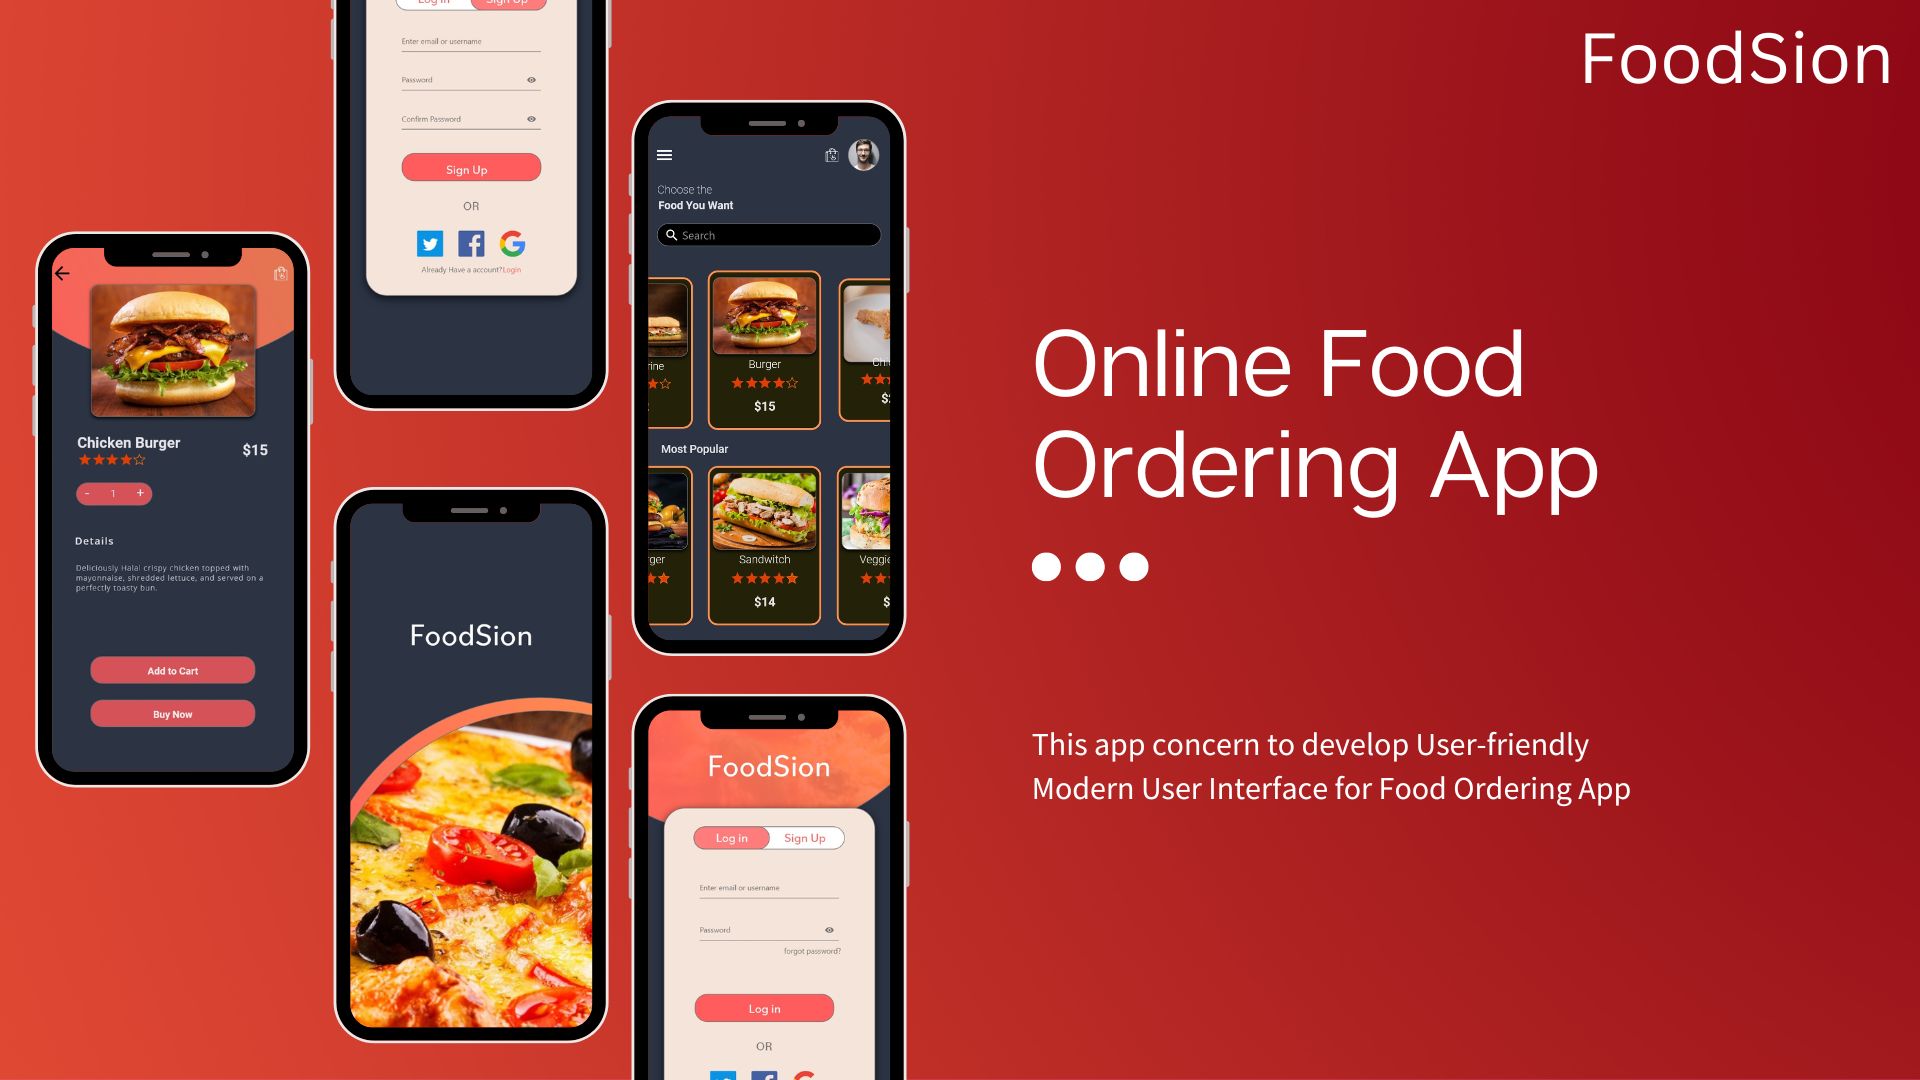 FoodSion
Online Food
Ordering App
This app concern to develop User-friendly
Modern User Interface for Food Ordering App
Chicken Burger
$15
- 1 +
Details
Deliciously Halal crispy chicken topped with
mayonnaise, shredded lettuce, and served on a
perfectly toasty bun.
Add to Cart
Buy Now
Log in
Sign Up
Enter email or username
Password
Confirm Password
Sign Up
OR
Already Have a account?Login
FoodSion
Choose the
Food You Want
Search
Burger
$15
Most Popular
Sandwitch
$14
Veggie
FoodSion
Log in
Sign Up
Enter email or username
Password
forgot password?
Log in
OR